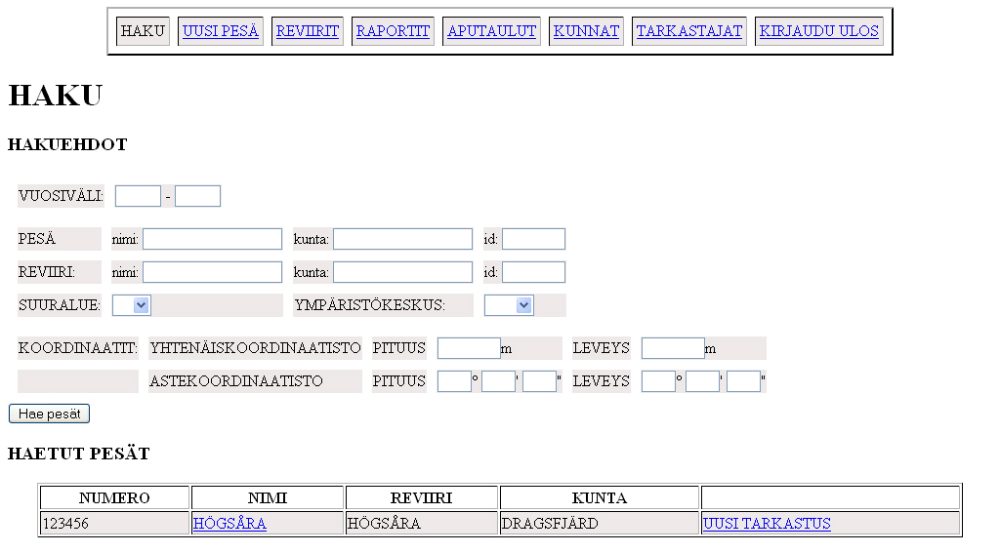 HAKU UUSI PESÄ REVIIRIT RAPORTIT APUTAULUT KUNNAT TARKASTAJAT KIRJAUDU ULOS
HAKU
HAKUEHDOT
VUOSIVÄLI: -
PESÄ nimi: kunta: id:
REVIIRI: nimi: kunta: id:
SUURALUE: YMPÄRISTÖKESKUS:
KOORDINAATIT: YHTENÄISKOORDINAATISTO PITUUS m LEVEYS m
ASTEKOORDINAATISTO PITUUS ° ' " LEVEYS ° ' "
Hae pesät
HAETUT PESÄT
NUMERO NIMI REVIIRI KUNTA
123456 HÖGSÅRA HÖGSÅRA DRAGSFJÄRD UUSI TARKASTUS